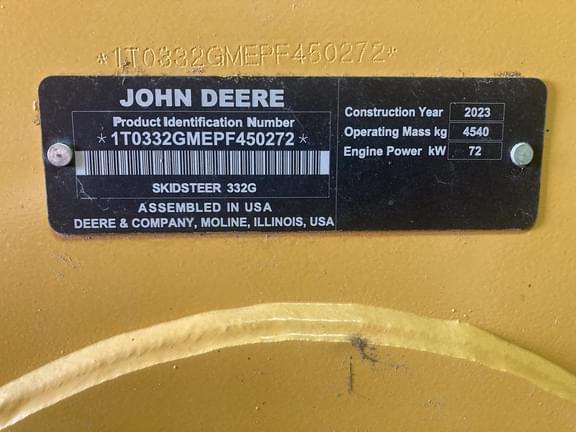 *1T0332GMEPF450272*
JOHN DEERE
Product Identification Number
*1T0332GMEPF450272*
SKIDSTEER 332G
ASSEMBLED IN USA
DEERE & COMPANY, MOLINE, ILLINOIS, USA
Construction Year 2023
Operating Mass kg 4540
Engine Power kW 72